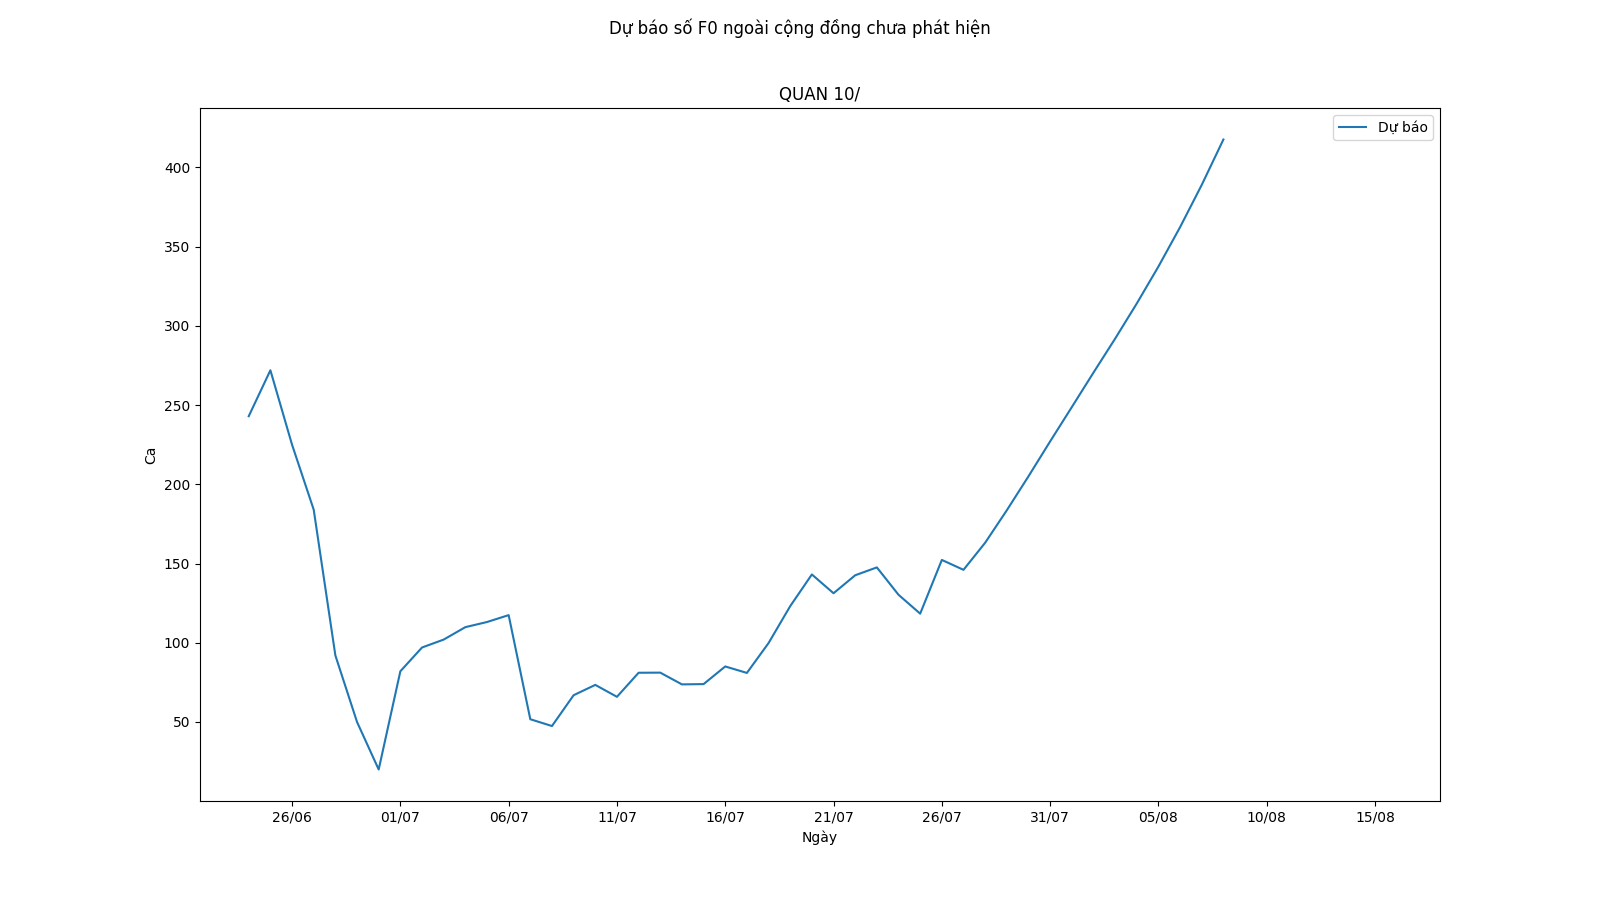 Dự báo số F0 ngoài cộng đồng chưa phát hiện
QUAN 10/
Dự báo
400
350
300
250
200
150
100
50
Ca
26/06 01/07 06/07 11/07 16/07 21/07 26/07 31/07 05/08 10/08 15/08
Ngày